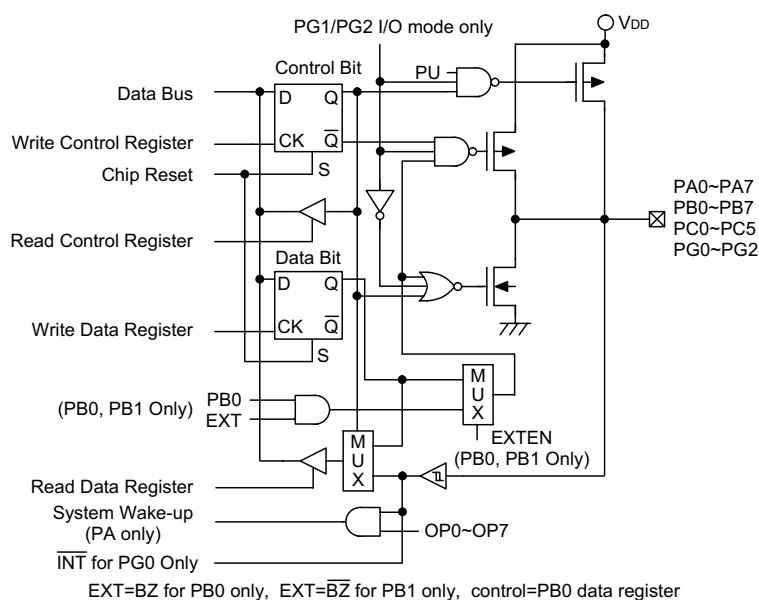 VDD
PG1/PG2 I/O mode only
Control Bit
PU
Data Bus
D Q
Write Control Register
CK Q̅
Chip Reset
S
PA0~PA7
PB0~PB7
PC0~PC5
PG0~PG2
Read Control Register
Data Bit
D Q
Write Data Register
CK Q̅
S
MUX
PB0
(PB0, PB1 Only)
EXT
EXTEN
(PB0, PB1 Only)
MUX
Read Data Register
System Wake-up
(PA only)
OP0~OP7
I̅N̅T̅ for PG0 Only
EXT=BZ for PB0 only, EXT=B̅Z̅ for PB1 only, control=PB0 data register